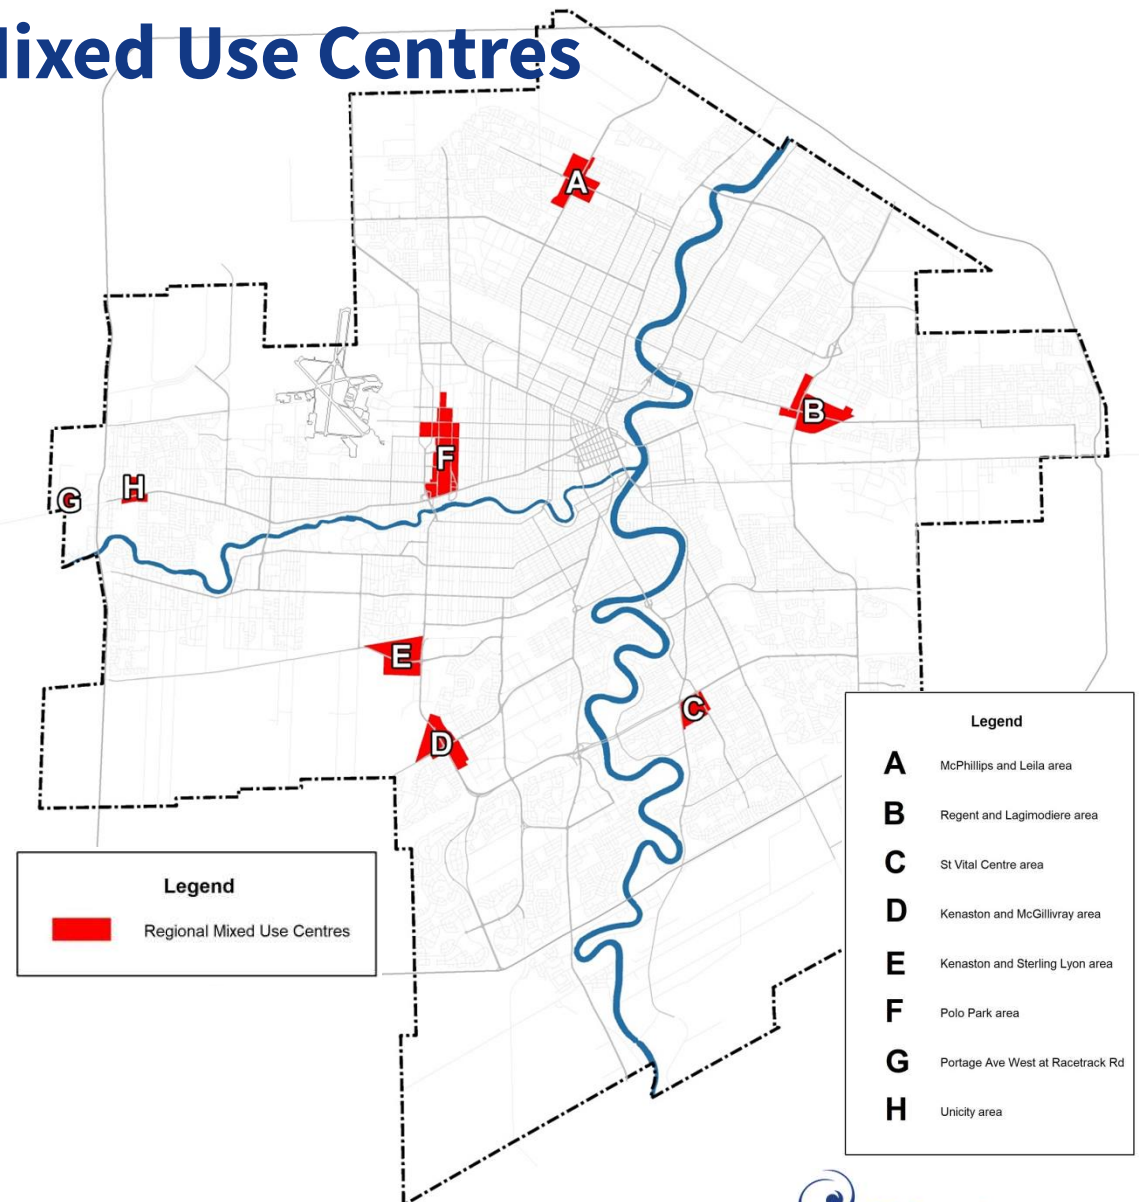 Mixed Use Centres
A
B
F
H
G
E
C
D
Legend
Regional Mixed Use Centres
Legend
A McPhillips and Leila area
B Regent and Lagimodiere area
C St Vital Centre area
D Kenaston and McGillivray area
E Kenaston and Sterling Lyon area
F Polo Park area
G Portage Ave West at Racetrack Rd
H Unicity area